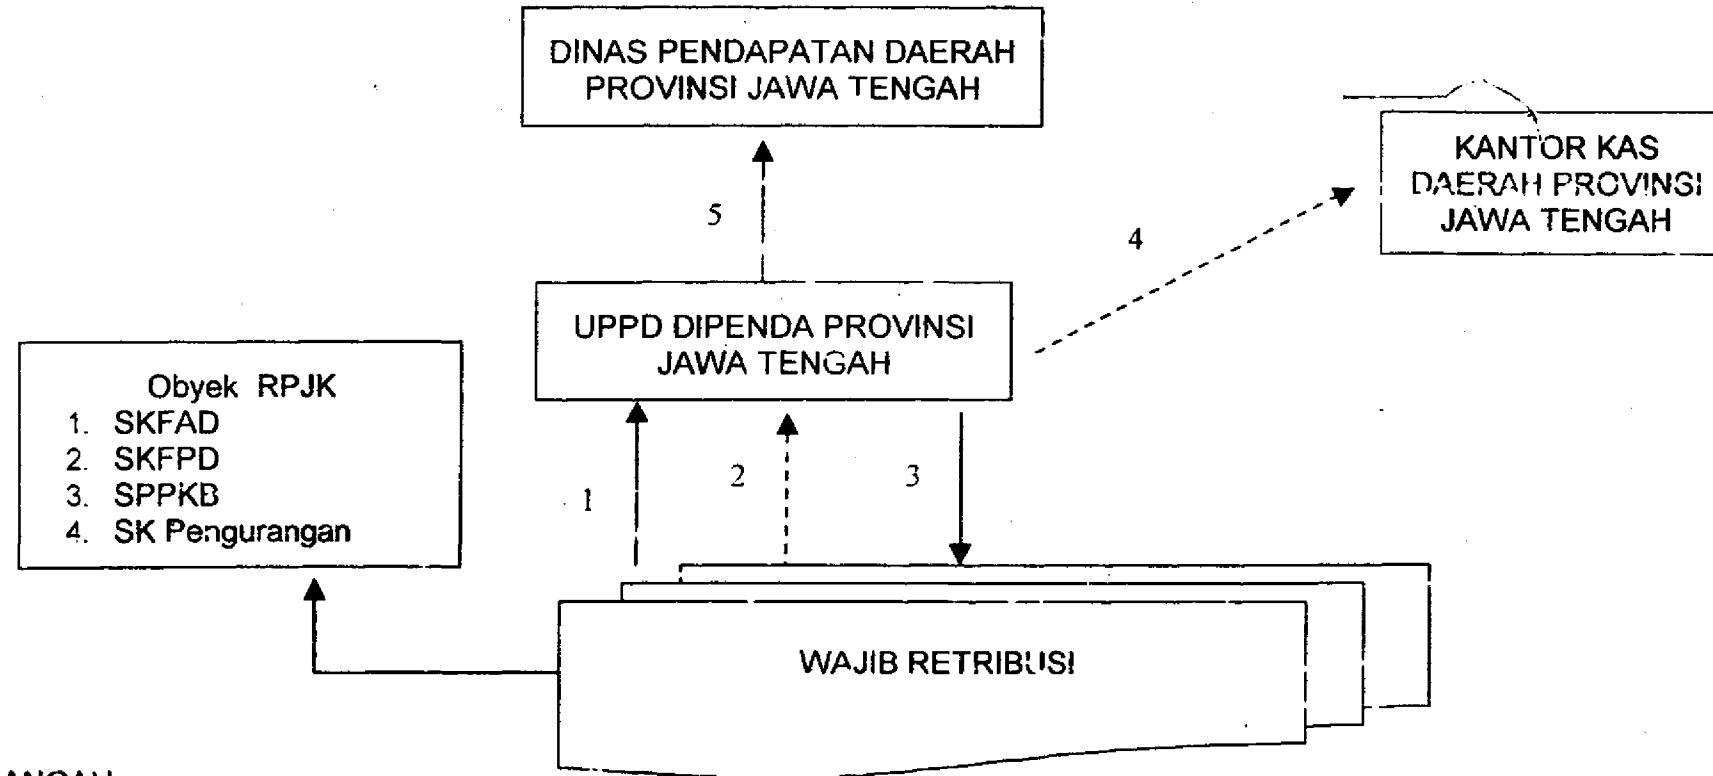 DINAS PENDAPATAN DAERAH
PROVINSI JAWA TENGAH
KANTOR KAS
DAERAH PROVINSI
JAWA TENGAH
5
4
UPPD DIPENDA PROVINSI
JAWA TENGAH
Obyek RPJK
1. SKFAD
2. SKFPD
3. SPPKB
4. SK Pengurangan
1
2
3
WAJIB RETRIBUSI